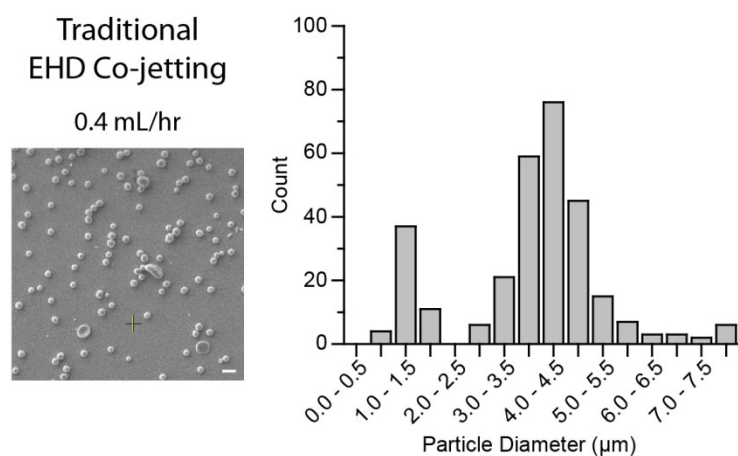 Traditional
EHD Co-jetting
0.4 mL/hr
100
80
60
40
20
0
Count
0.0 - 0.5
1.0 - 1.5
2.0 - 2.5
3.0 - 3.5
4.0 - 4.5
5.0 - 5.5
6.0 - 6.5
7.0 - 7.5
Particle Diameter (µm)